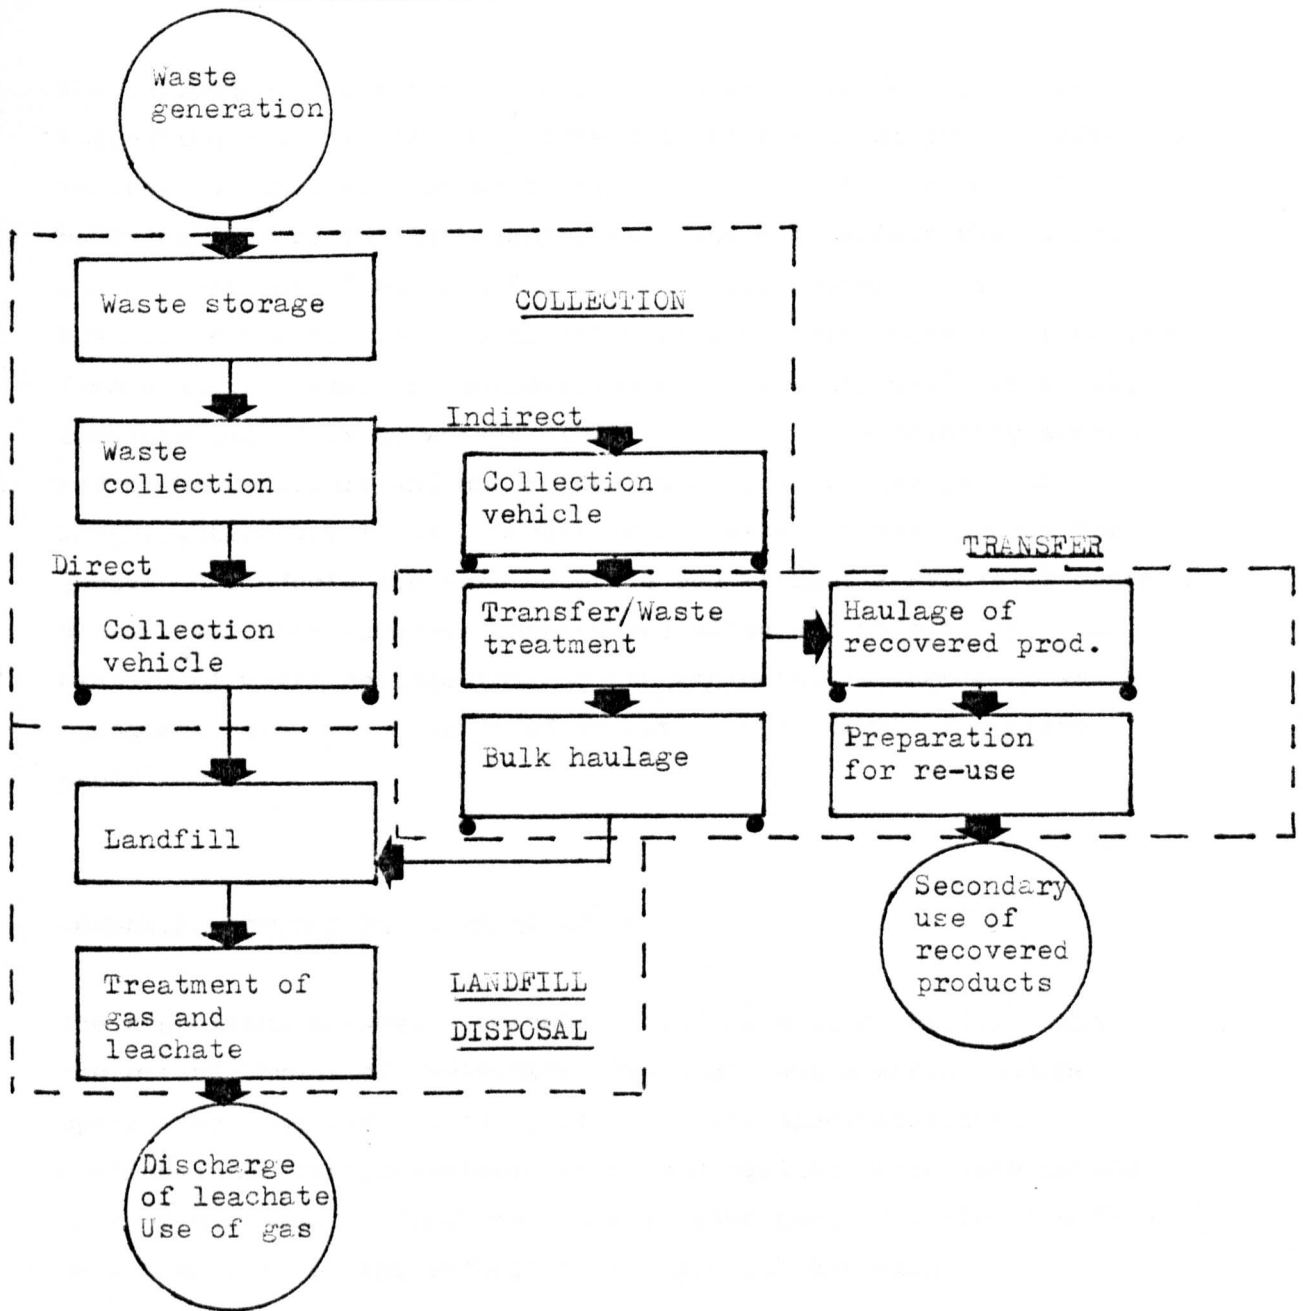 Waste
generation
Waste storage
COLLECTION
Waste
collection
Indirect
Collection
vehicle
Direct
Collection
vehicle
TRANSFER
Transfer/Waste
treatment
Haulage of
recovered prod.
Bulk haulage
Preparation
for re-use
Landfill
Secondary
use of
recovered
products
Treatment of
gas and
leachate
LANDFILL
DISPOSAL
Discharge
of leachate
Use of gas